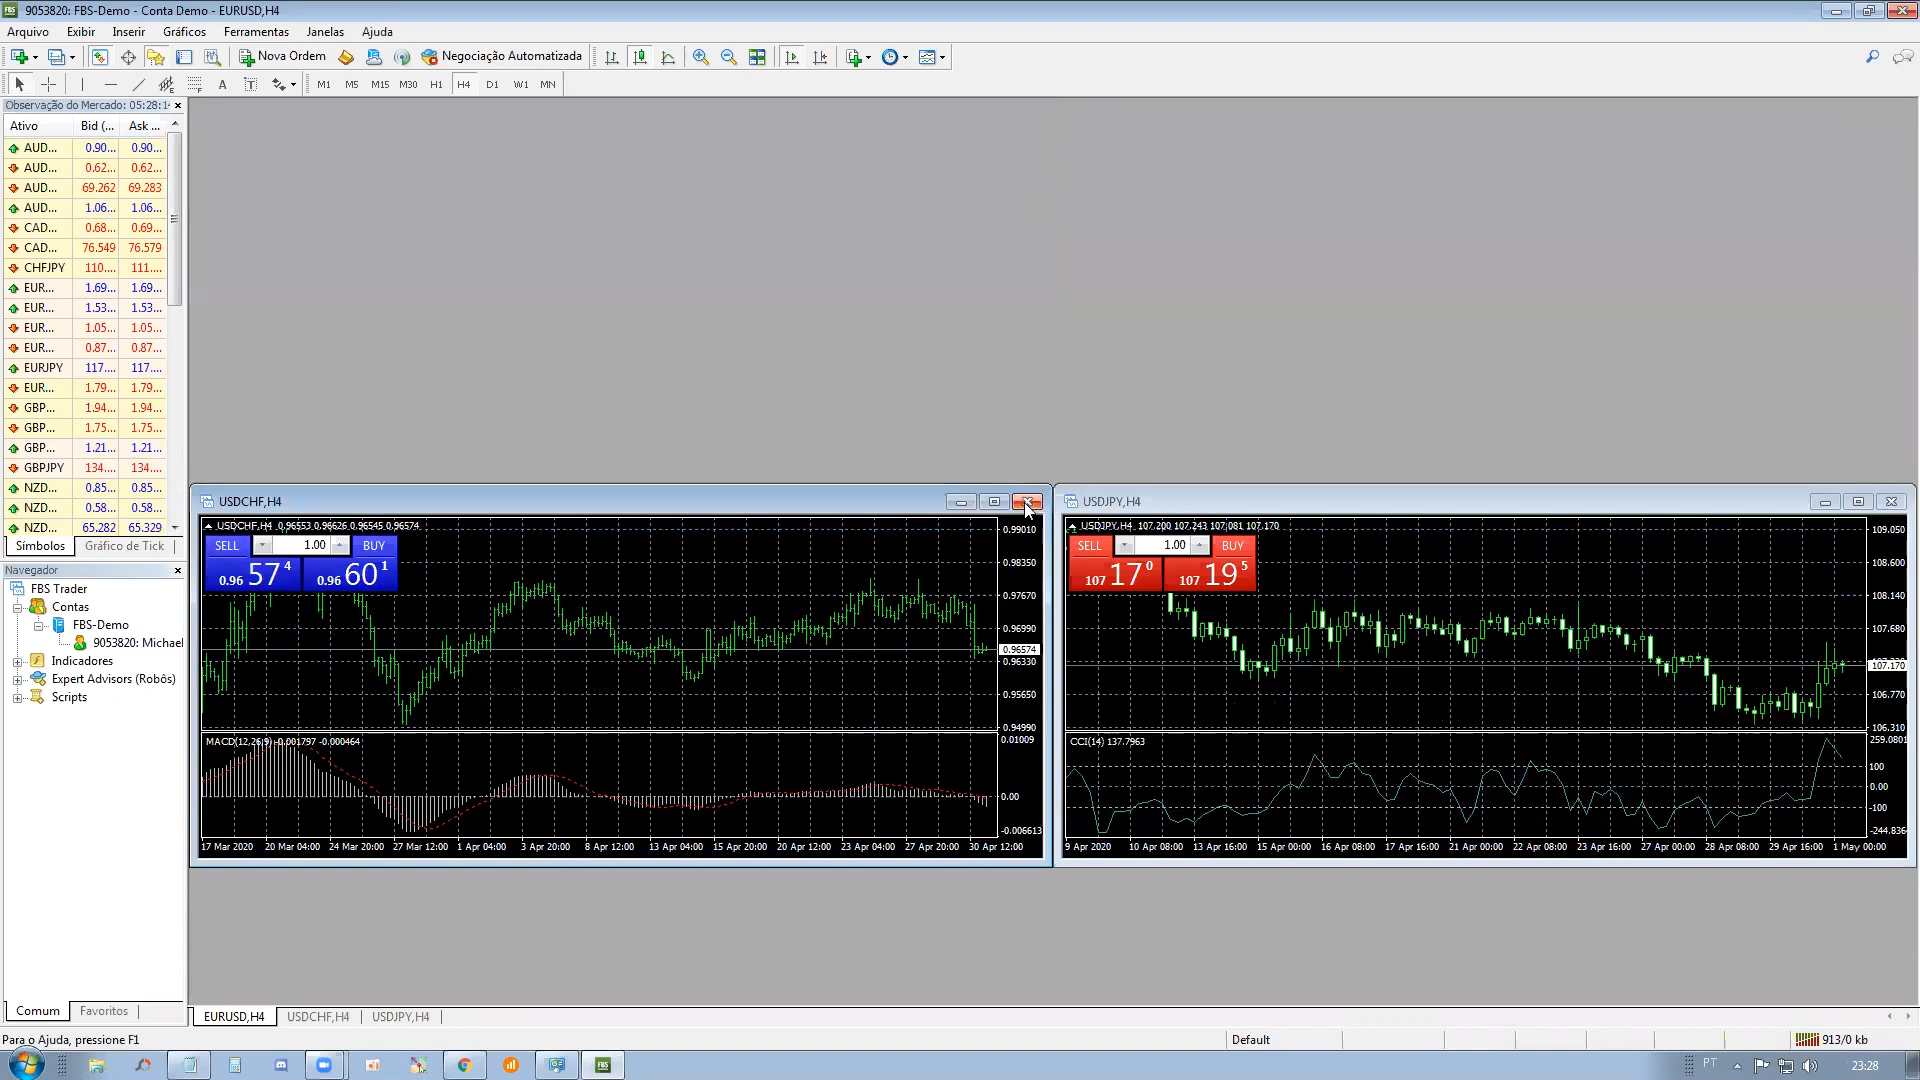 9053820: FBS-Demo - Conta Demo - EURUSD,H4
Arquivo Exibir Inserir Gráficos Ferramentas Janelas Ajuda
Nova Ordem Negociação Automatizada
A T M1 M5 M15 M30 H1 H4 D1 W1 MN
Observação do Mercado: 05:28:1
Ativo Bid (... Ask ...
AUD... 0.90... 0.90...
AUD... 0.62... 0.62...
AUD... 69.262 69.283
AUD... 1.06... 1.06...
CAD... 0.68... 0.69...
CAD... 76.549 76.579
CHFJPY 110.... 111....
EUR... 1.69... 1.69...
EUR... 1.53... 1.53...
EUR... 1.05... 1.05...
EUR... 0.87... 0.87...
EURJPY 117.... 117....
EUR... 1.79... 1.79...
GBP... 1.94... 1.94...
GBP... 1.75... 1.75...
GBP... 1.21... 1.21...
GBPJPY 134.... 134....
NZD... 0.85... 0.85...
NZD... 0.58... 0.58...
NZD... 65.282 65.329
Símbolos Gráfico de Tick
Navegador
FBS Trader
Contas
FBS-Demo
9053820: Michael
Indicadores
Expert Advisors (Robôs)
Scripts
Comum Favoritos
USDCHF,H4
USDCHF,H4 0.96553 0.96626 0.96545 0.96574
SELL 1.00 BUY
0.96 57 4 0.96 60 1
0.99010
0.98350
0.97670
0.96990
0.96574
0.96330
0.95650
0.94990
MACD(12,26,9) -0.001797 -0.000464
0.01009
0.00
-0.006613
17 Mar 2020 20 Mar 04:00 24 Mar 20:00 27 Mar 12:00 1 Apr 04:00 3 Apr 20:00 8 Apr 12:00 13 Apr 04:00 15 Apr 20:00 20 Apr 12:00 23 Apr 04:00 27 Apr 20:00 30 Apr 12:00
USDJPY,H4
USDJPY,H4 107.200 107.243 107.081 107.170
SELL 1.00 BUY
107 17 0 107 19 5
109.050
108.600
108.140
107.680
107.170
106.770
106.310
CCI(14) 137.7963
259.0801
100
0.00
-100
-244.836
9 Apr 2020 10 Apr 08:00 13 Apr 16:00 15 Apr 00:00 16 Apr 08:00 17 Apr 16:00 21 Apr 00:00 22 Apr 08:00 23 Apr 16:00 27 Apr 00:00 28 Apr 08:00 29 Apr 16:00 1 May 00:00
EURUSD,H4 USDCHF,H4 USDJPY,H4
Para o Ajuda, pressione F1 Default 913/0 kb
FBS PT 23:28